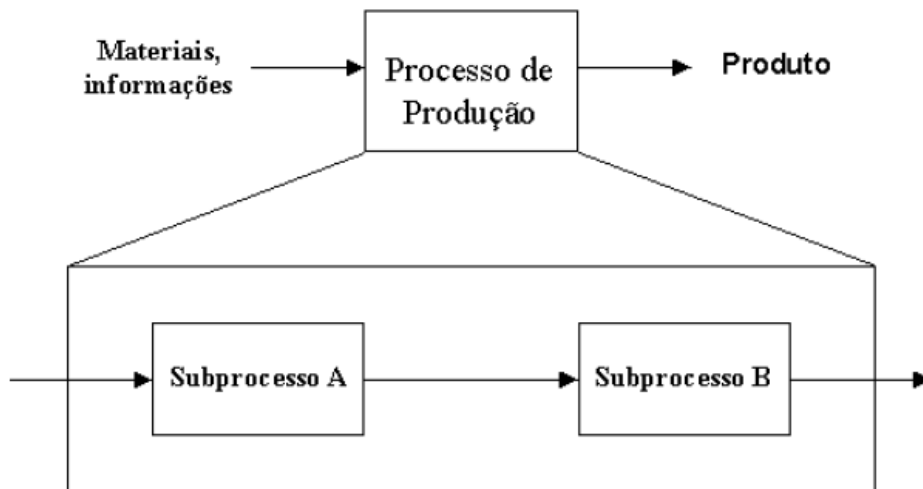 Materiais,
informações
Processo de
Produção
Produto
Subprocesso A
Subprocesso B